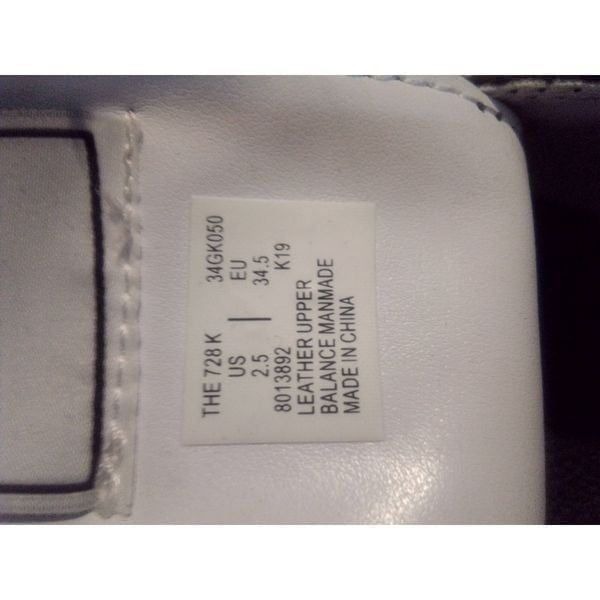 THE 728 K 34GK050
US | EU
2.5 34.5
8013892 K19
LEATHER UPPER
BALANCE MANMADE
MADE IN CHINA